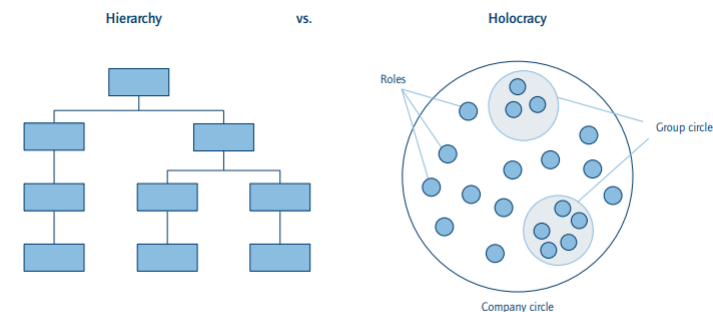 Hierarchy vs. Holocracy
Roles
Group circle
Company circle